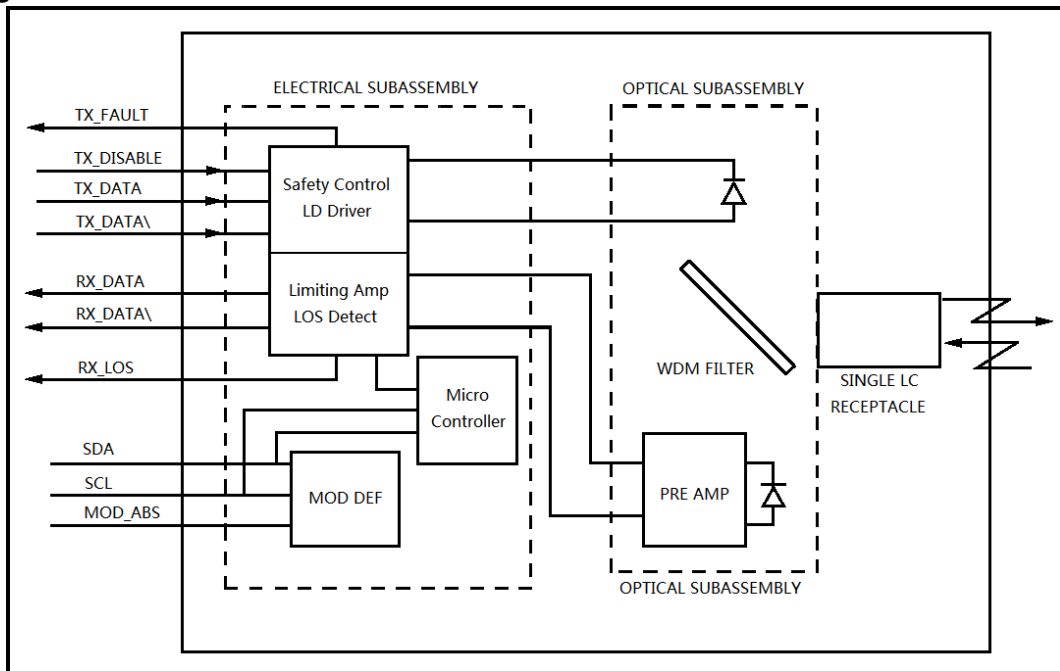 ELECTRICAL SUBASSEMBLY
OPTICAL SUBASSEMBLY
TX_FAULT
TX_DISABLE
TX_DATA
TX_DATA\
RX_DATA
RX_DATA\
RX_LOS
SDA
SCL
MOD_ABS
Safety Control
LD Driver
Limiting Amp
LOS Detect
Micro
Controller
MOD DEF
WDM FILTER
PRE AMP
SINGLE LC
RECEPTACLE
OPTICAL SUBASSEMBLY